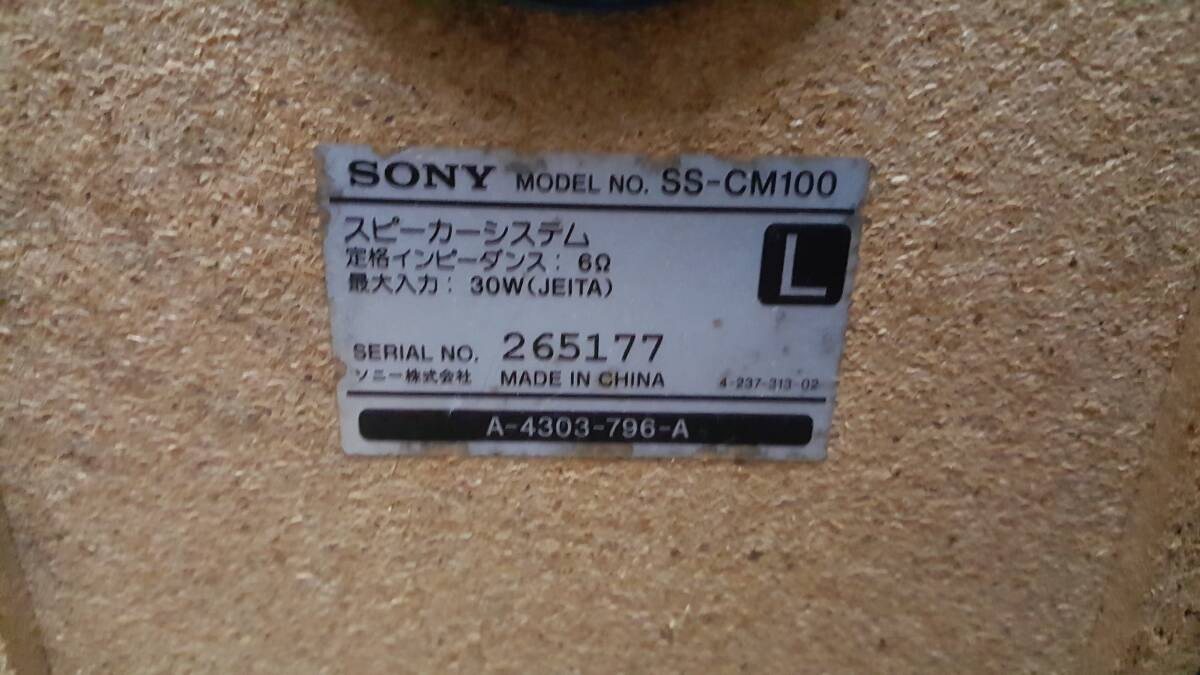 SONY MODEL NO. SS-CM100
スピーカーシステム
定格インピーダンス: 6Ω
最大入力: 30W(JEITA)
L
SERIAL NO. 265177
ソニー株式会社 MADE IN CHINA 4-237-313-02
A-4303-796-A